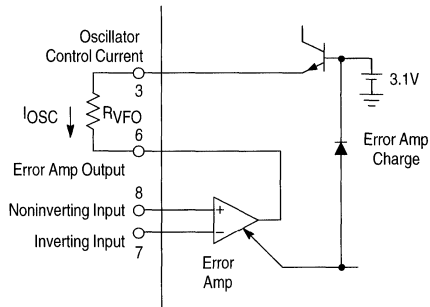 Oscillator
Control Current
3
3.1V
IOSC
RVFO
6
Error Amp Output
Error Amp
Charge
8
Noninverting Input
+
Inverting Input
−
7
Error
Amp